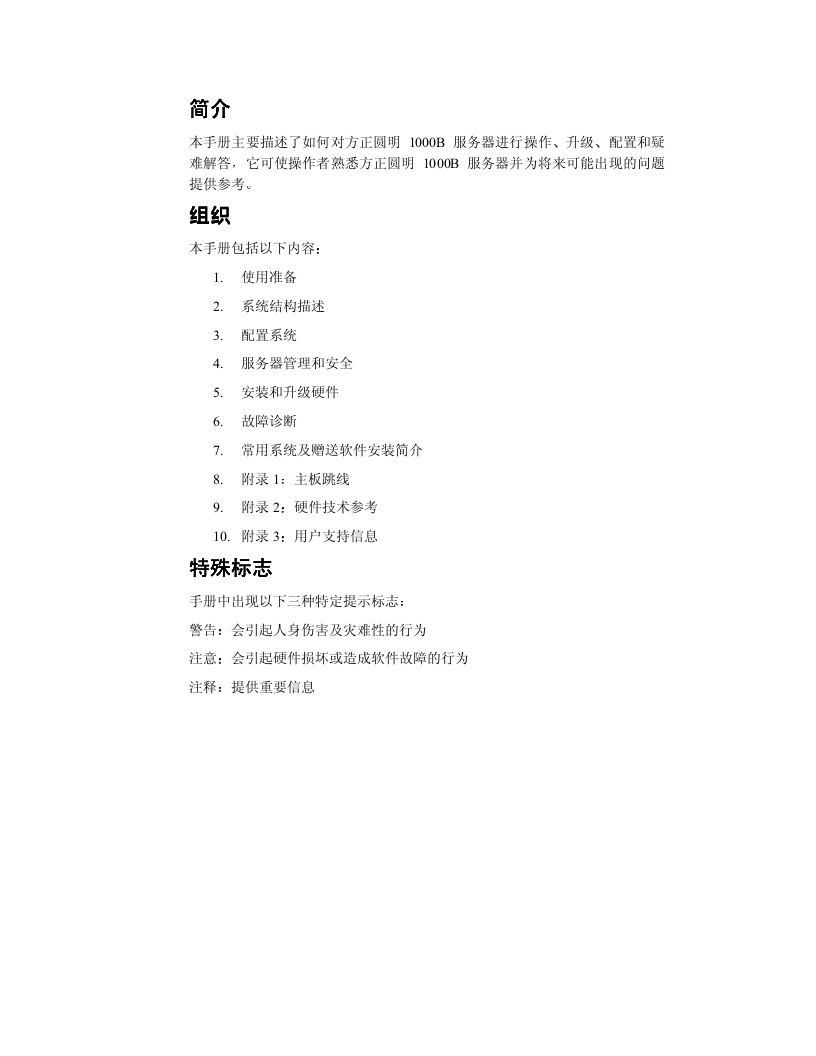 简介
本手册主要描述了如何对方正圆明 1000B 服务器进行操作、升级、配置和疑
难解答，它可使操作者熟悉方正圆明 1000B 服务器并为将来可能出现的问题
提供参考。
组织
本手册包括以下内容：
1. 使用准备
2. 系统结构描述
3. 配置系统
4. 服务器管理和安全
5. 安装和升级硬件
6. 故障诊断
7. 常用系统及赠送软件安装简介
8. 附录 1：主板跳线
9. 附录 2：硬件技术参考
10. 附录 3：用户支持信息
特殊标志
手册中出现以下三种特定提示标志：
警告：会引起人身伤害及灾难性的行为
注意：会引起硬件损坏或造成软件故障的行为
注释：提供重要信息